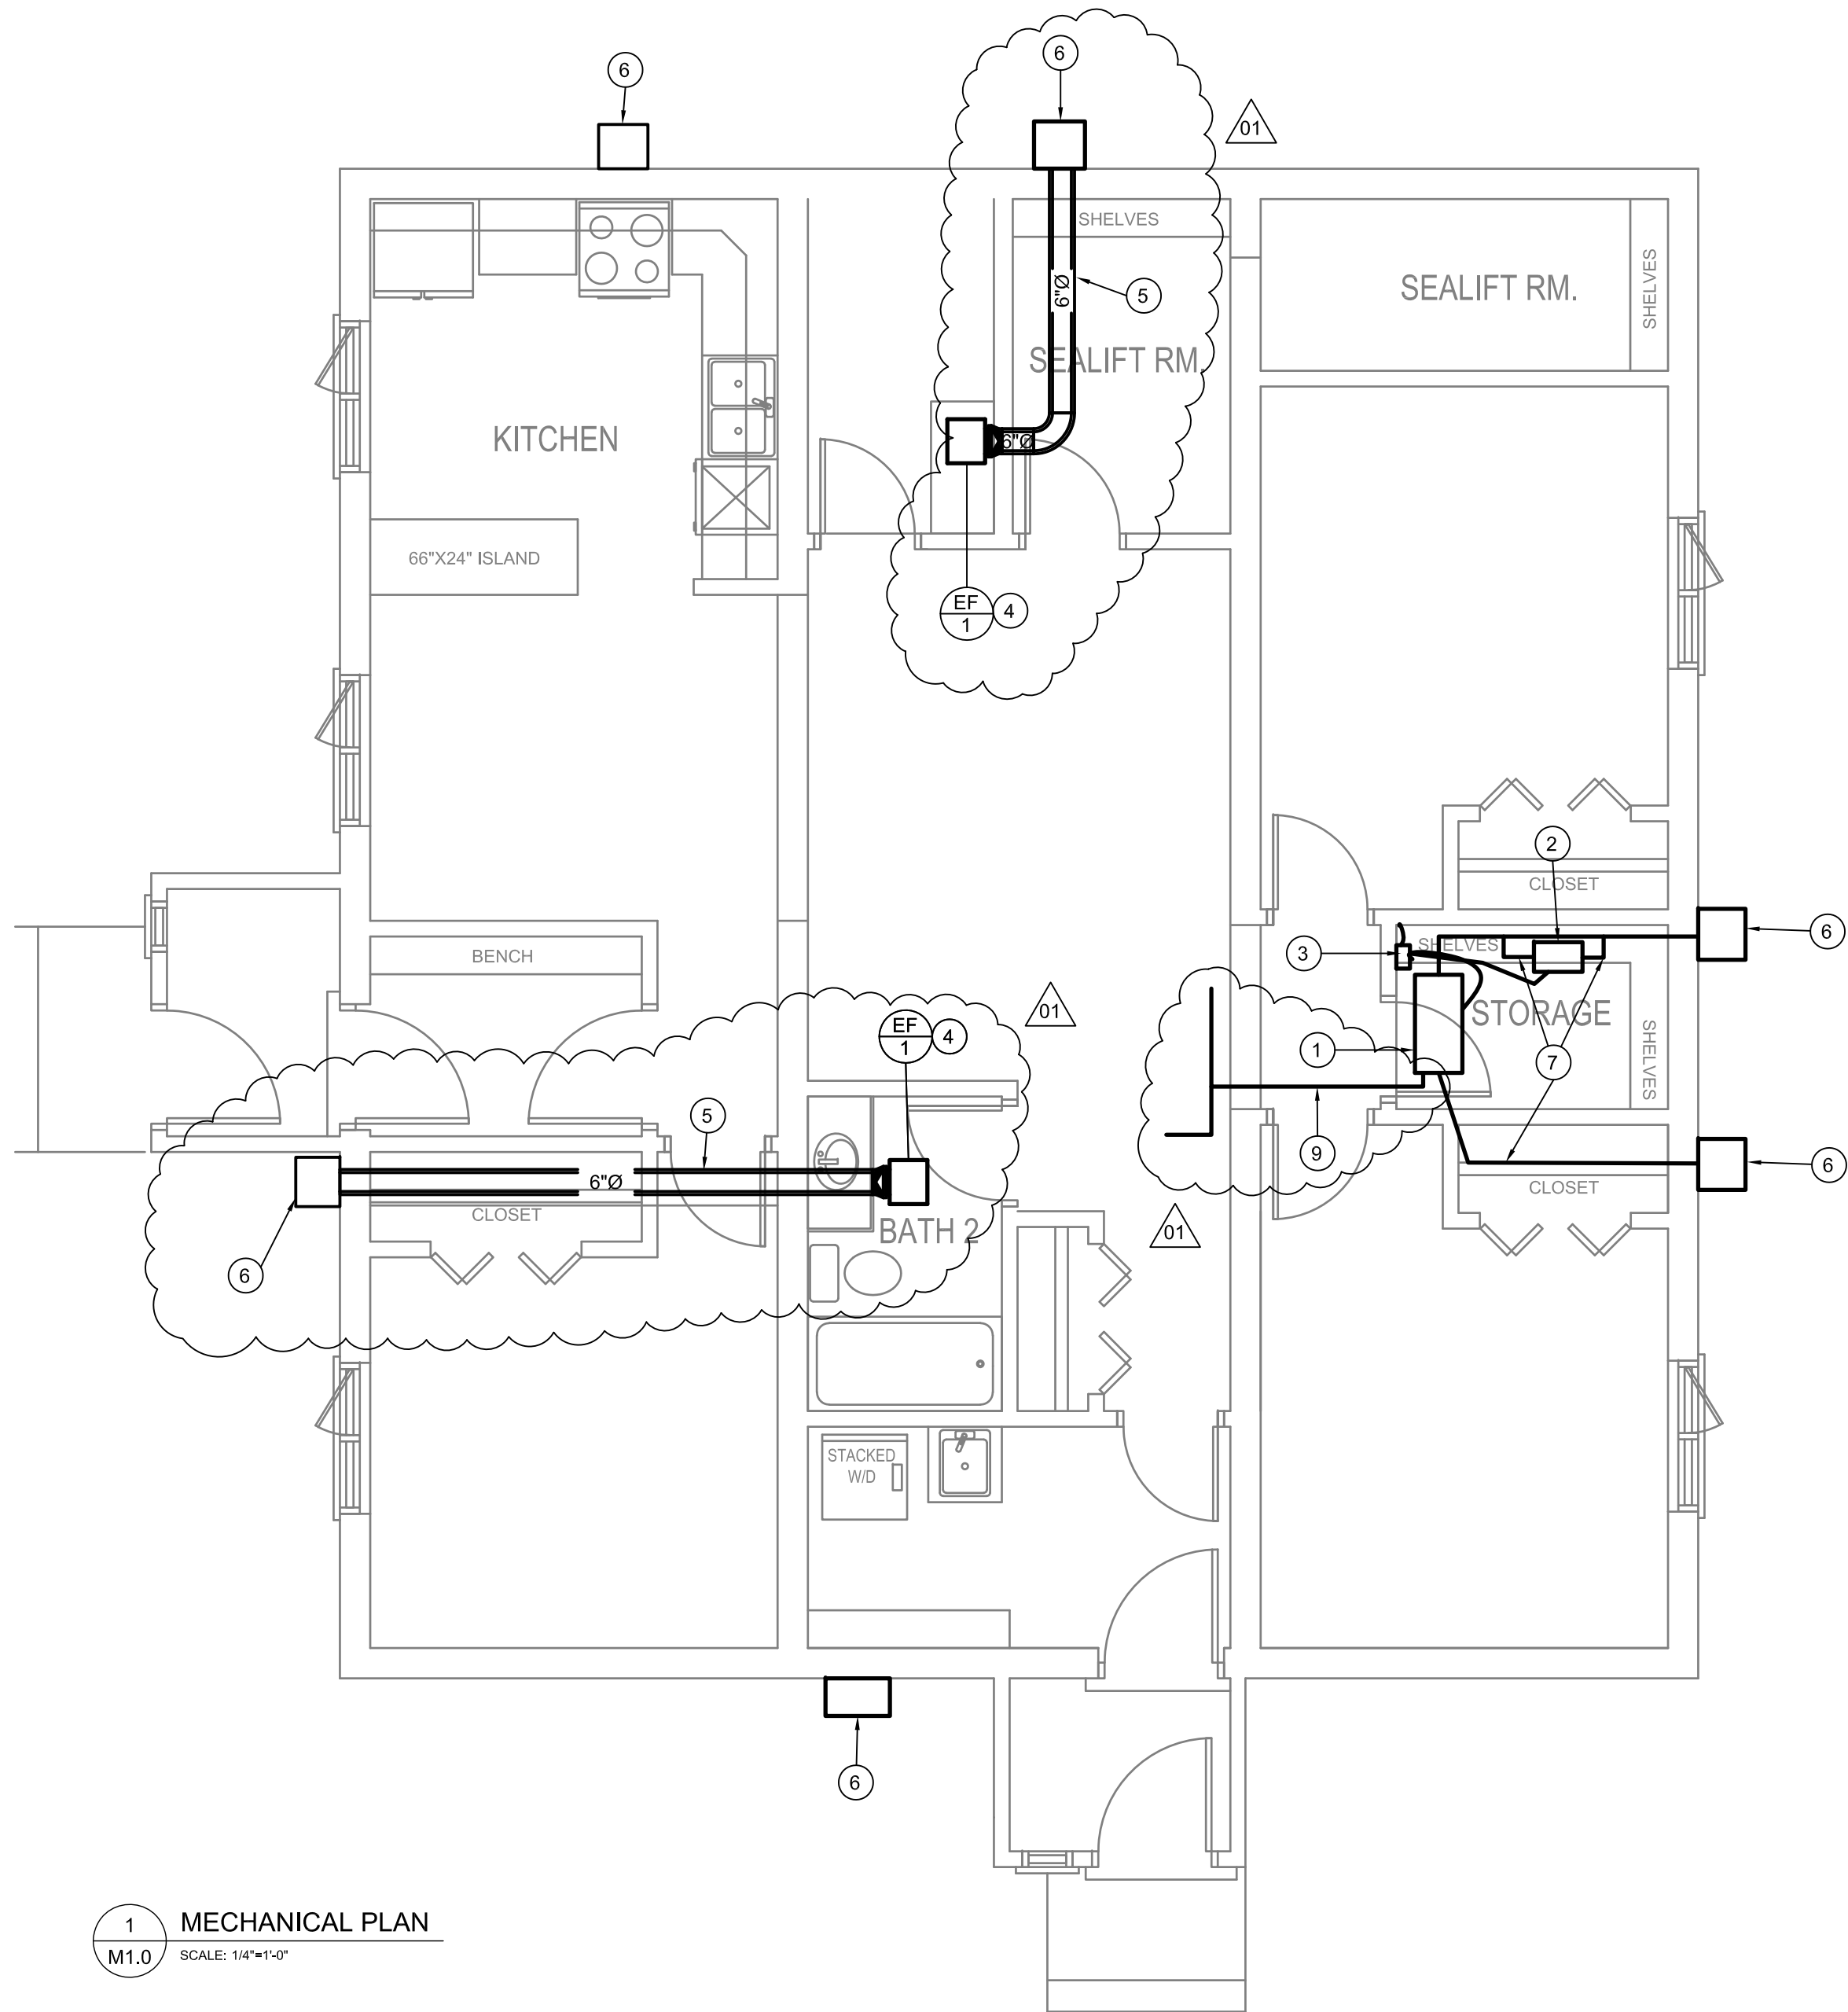 6
6
01
SHELVES
SEALIFT RM.
SHELVES
6"Ø
5
SEALIFT RM.
KITCHEN
6"Ø
66"X24" ISLAND
EF
1
4
2
CLOSET
6
BENCH
SHELVES
3
01
EF
1
4
STORAGE
SHELVES
1
7
5
9
6
6"Ø
CLOSET
CLOSET
BATH 2
01
6
STACKED
W/D
6
1
M1.0
MECHANICAL PLAN
SCALE: 1/4"=1'-0"